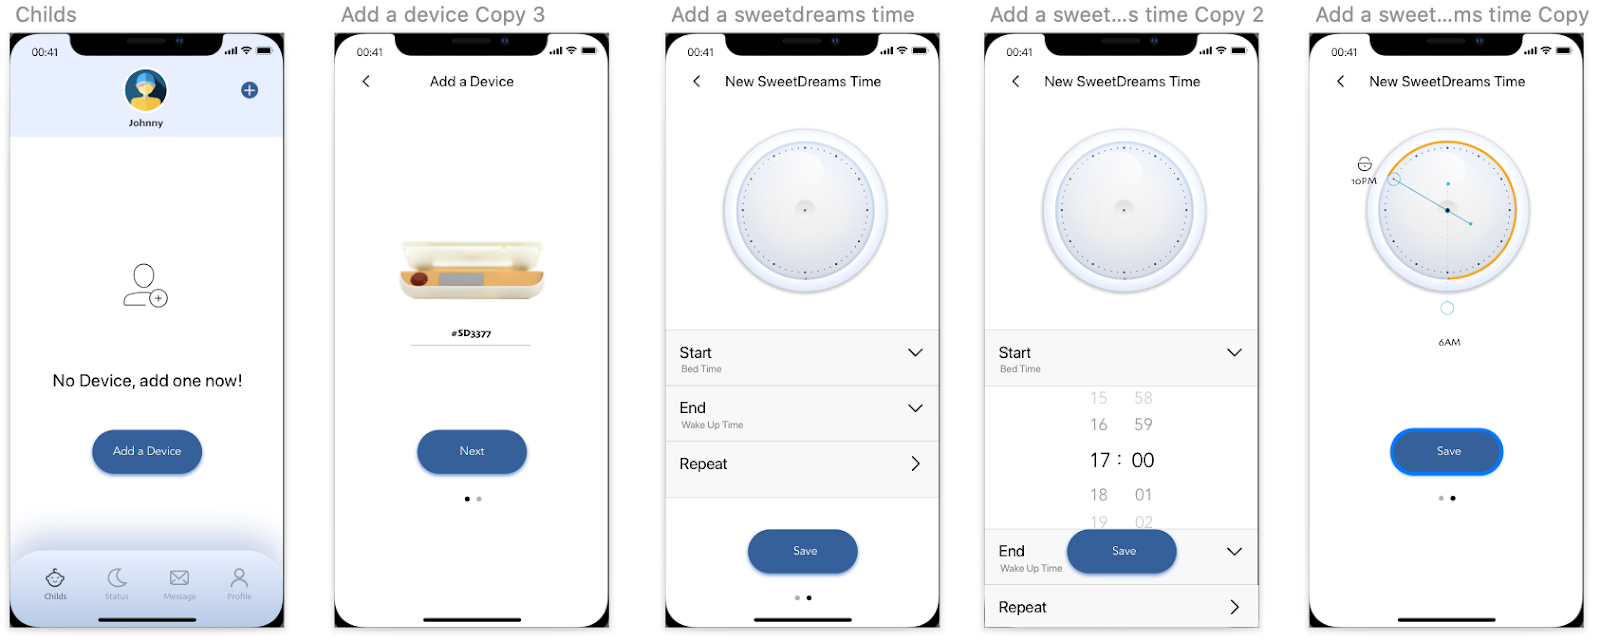 Childs
00:41
Johnny
No Device, add one now!
Add a Device
Childs
Status
Message
Profile
Add a device Copy 3
00:41
Add a Device
#SD3377
Next
Add a sweetdreams time
00:41
New SweetDreams Time
Start
Bed Time
End
Wake Up Time
Repeat
Save
Add a sweet...s time Copy 2
00:41
New SweetDreams Time
Start
Bed Time
15 58
16 59
17 : 00
18 01
19 02
End
Wake Up Time
Save
Repeat
Add a sweet...ms time Copy
00:41
New SweetDreams Time
10PM
6AM
Save